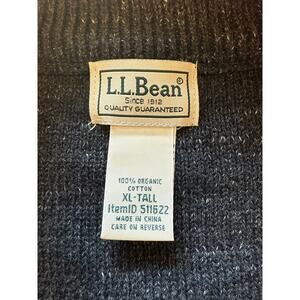 L.L.Bean®
Since 1912
QUALITY GUARANTEED
100% ORGANIC
COTTON
XL-TALL
ItemID 511622
MADE IN CHINA
CARE ON REVERSE